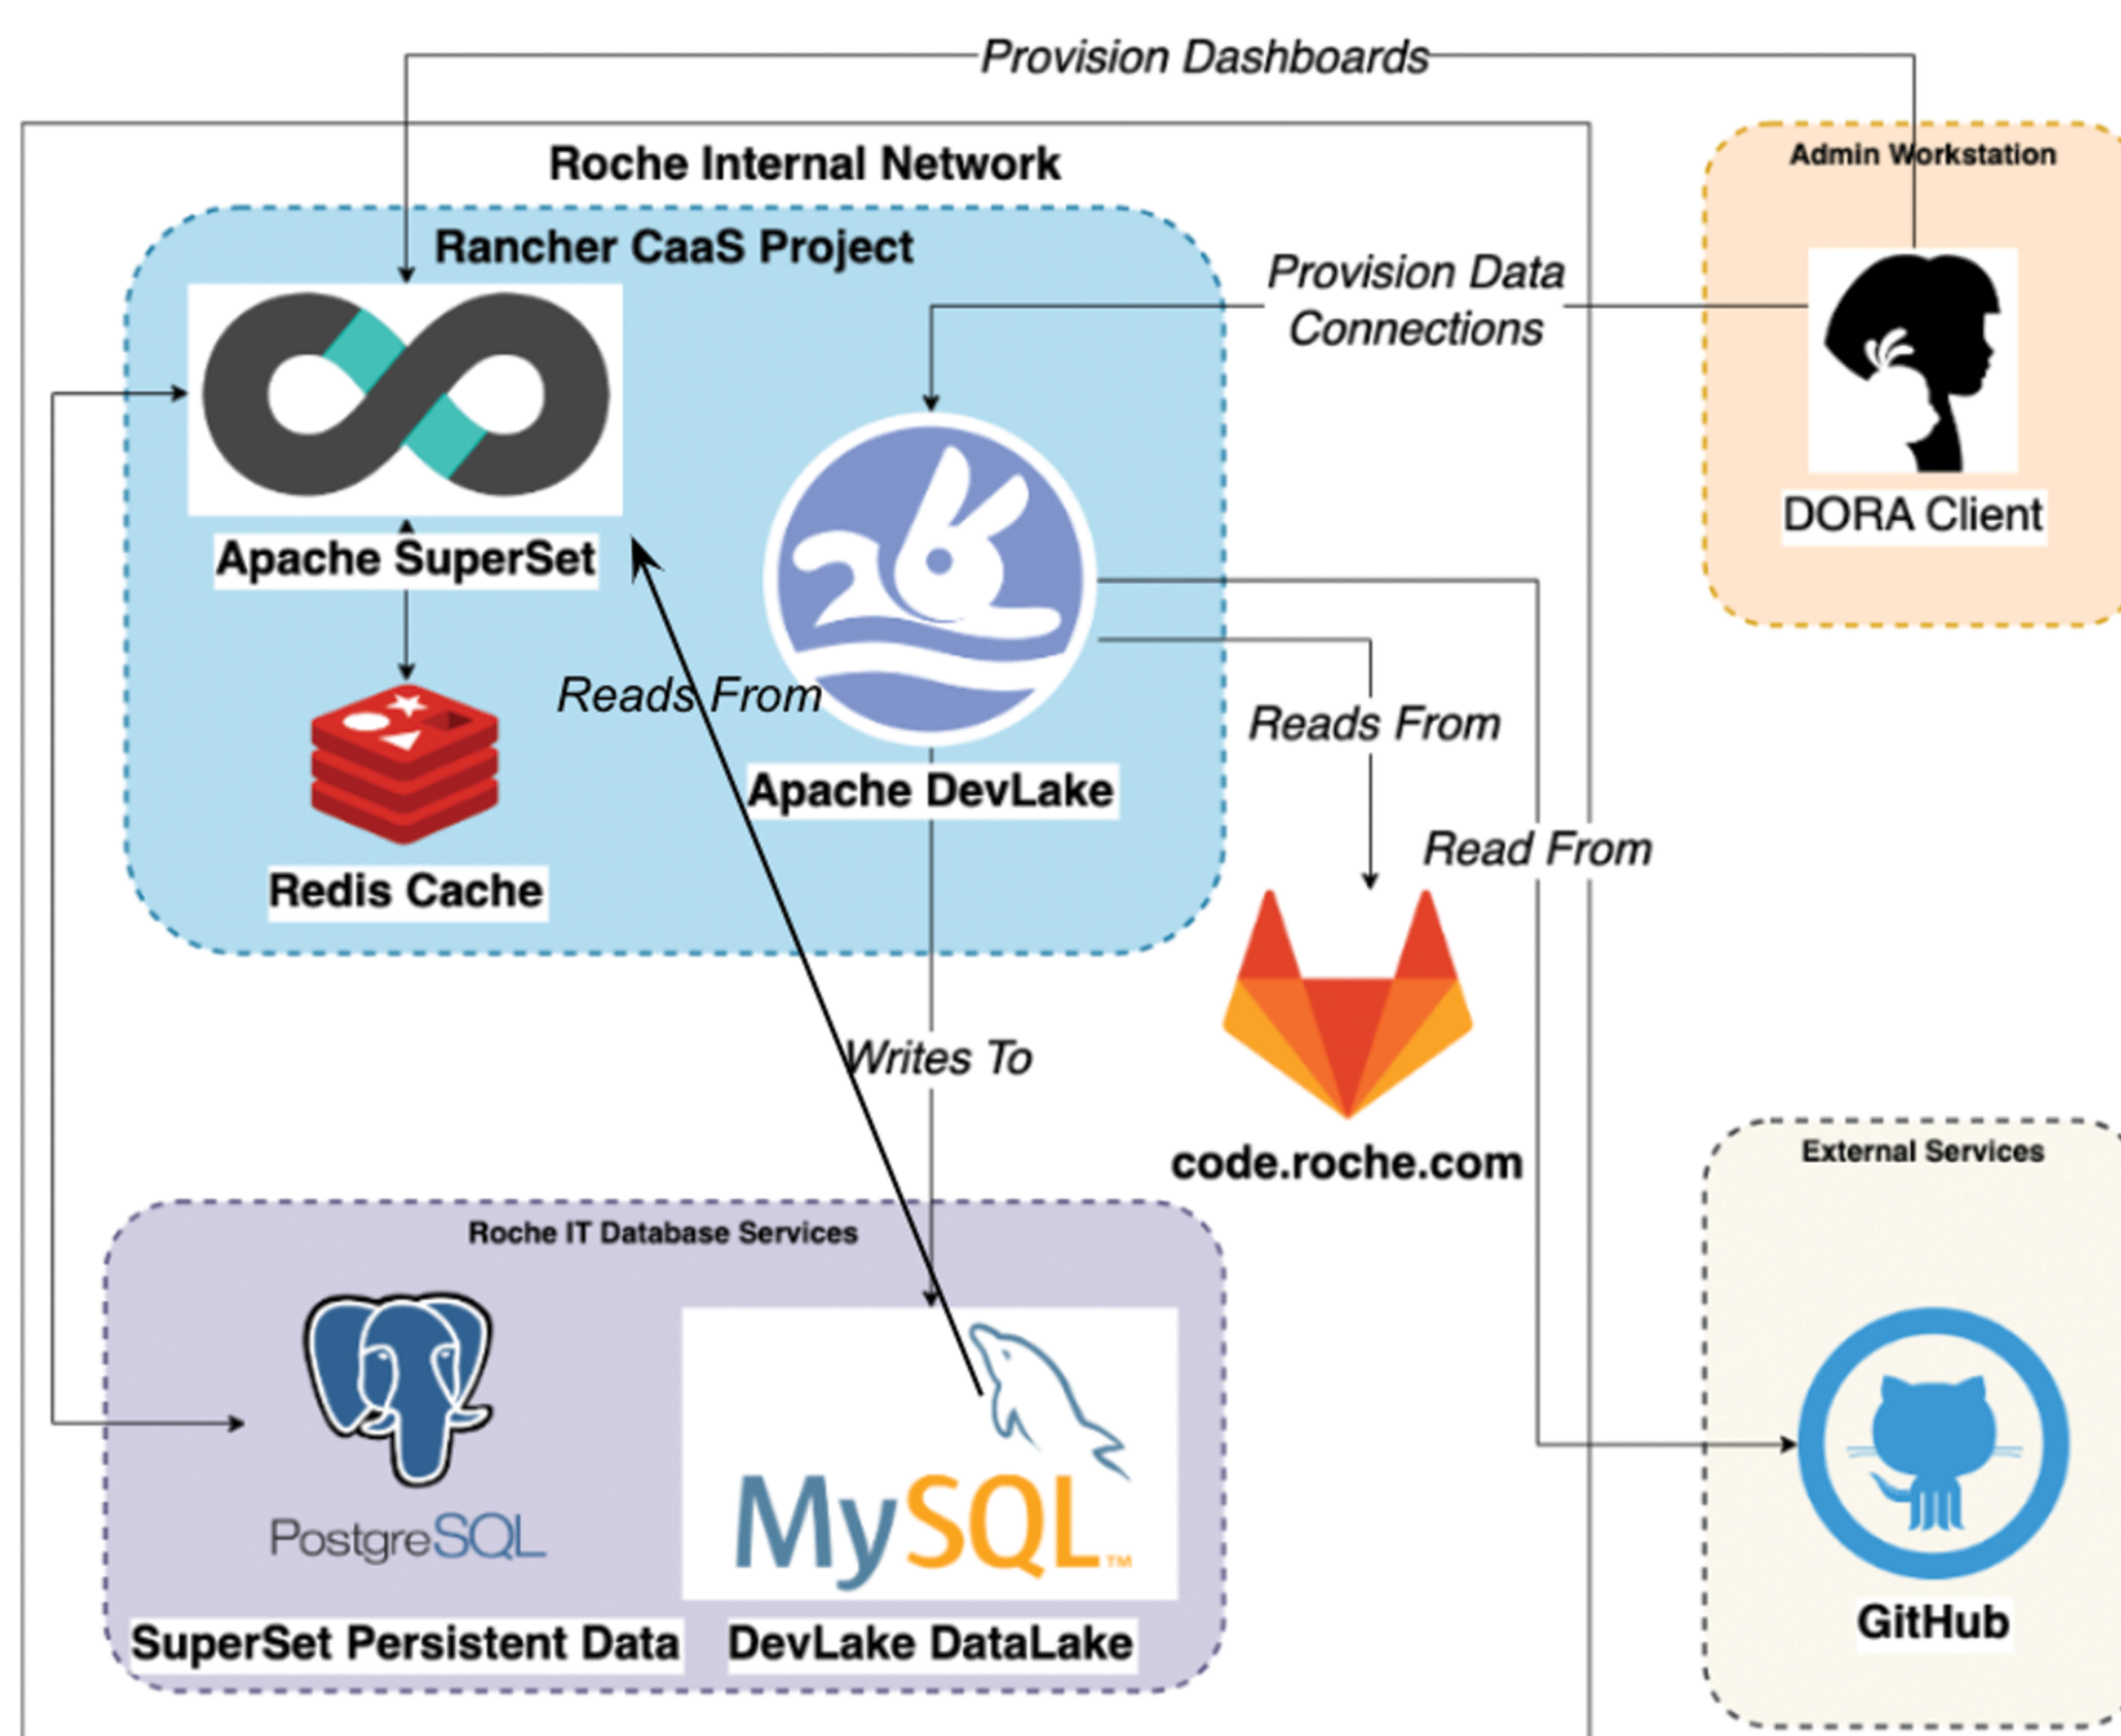 Provision Dashboards
Roche Internal Network
Admin Workstation
Rancher CaaS Project
Provision Data
Connections
DORA Client
Apache SuperSet
Reads From
Reads From
Apache DevLake
Read From
Redis Cache
Writes To
code.roche.com
External Services
Roche IT Database Services
PostgreSQL
MySQL™
SuperSet Persistent Data
DevLake DataLake
GitHub